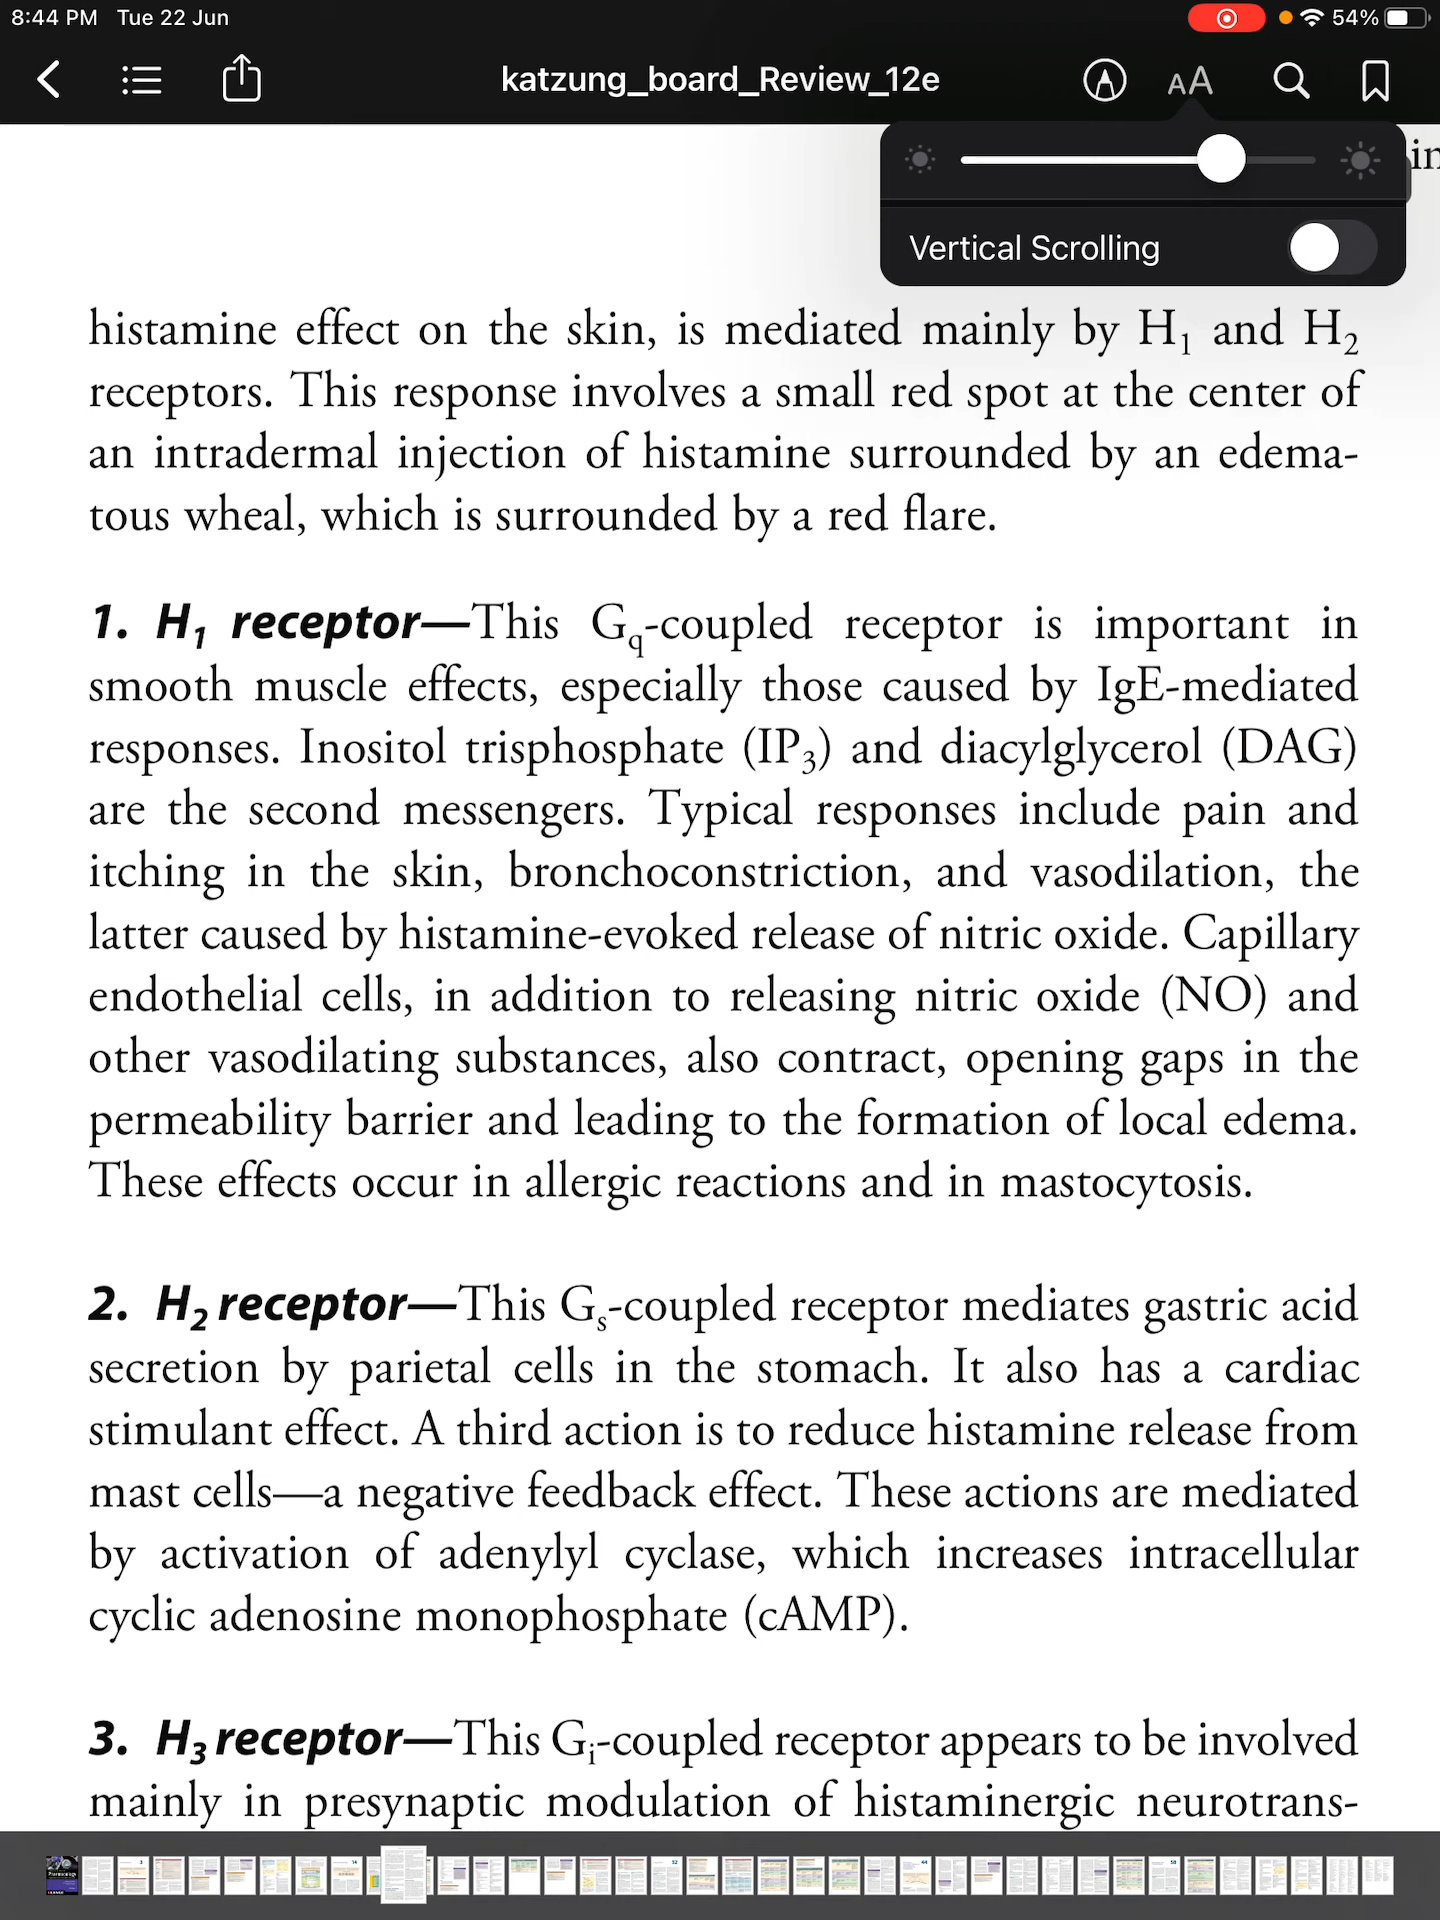 8:44 PM Tue 22 Jun
54%
katzung_board_Review_12e
AA
in
Vertical Scrolling
histamine effect on the skin, is mediated mainly by H₁ and H₂
receptors. This response involves a small red spot at the center of
an intradermal injection of histamine surrounded by an edema-
tous wheal, which is surrounded by a red flare.
1. H₁ receptor—This Gq-coupled receptor is important in
smooth muscle effects, especially those caused by IgE-mediated
responses. Inositol trisphosphate (IP₃) and diacylglycerol (DAG)
are the second messengers. Typical responses include pain and
itching in the skin, bronchoconstriction, and vasodilation, the
latter caused by histamine-evoked release of nitric oxide. Capillary
endothelial cells, in addition to releasing nitric oxide (NO) and
other vasodilating substances, also contract, opening gaps in the
permeability barrier and leading to the formation of local edema.
These effects occur in allergic reactions and in mastocytosis.
2. H₂ receptor—This Gs-coupled receptor mediates gastric acid
secretion by parietal cells in the stomach. It also has a cardiac
stimulant effect. A third action is to reduce histamine release from
mast cells—a negative feedback effect. These actions are mediated
by activation of adenylyl cyclase, which increases intracellular
cyclic adenosine monophosphate (cAMP).
3. H₃ receptor—This Gi-coupled receptor appears to be involved
mainly in presynaptic modulation of histaminergic neurotrans-